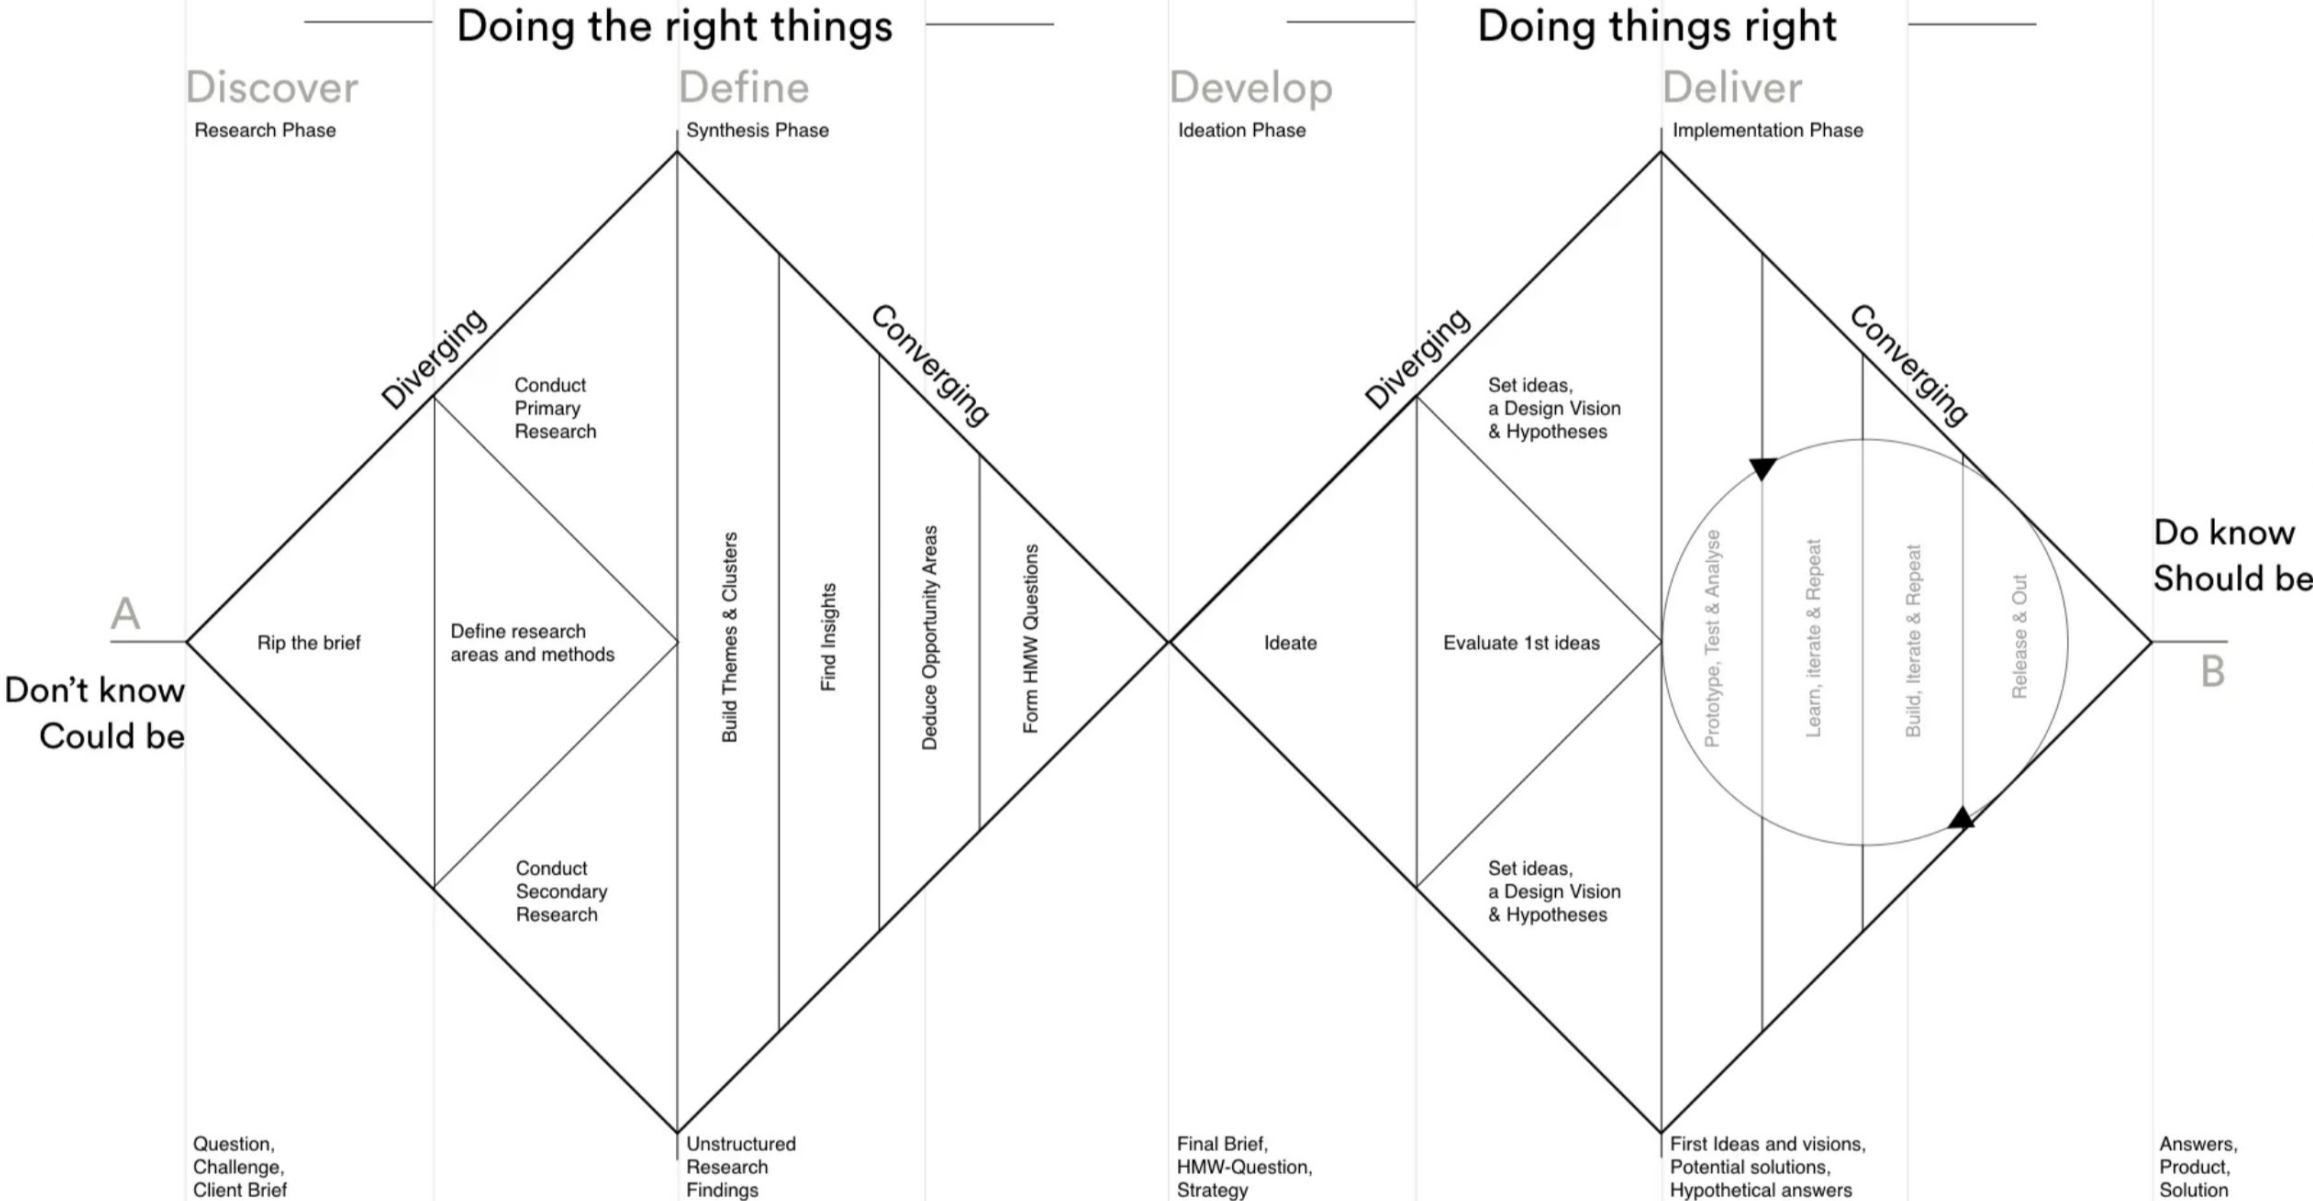 Doing the right things
Doing things right
Discover
Define
Develop
Deliver
Research Phase
Synthesis Phase
Ideation Phase
Implementation Phase
Diverging
Converging
Diverging
Converging
Conduct
Primary
Research
Set ideas,
a Design Vision
& Hypotheses
A
Don't know
Could be
Rip the brief
Define research
areas and methods
Build Themes & Clusters
Find Insights
Deduce Opportunity Areas
Form HMW Questions
Ideate
Evaluate 1st ideas
Prototype, Test & Analyse
Learn, iterate & Repeat
Build, Iterate & Repeat
Release & Out
Do know
Should be
B
Conduct
Secondary
Research
Set ideas,
a Design Vision
& Hypotheses
Question,
Challenge,
Client Brief
Unstructured
Research
Findings
Final Brief,
HMW-Question,
Strategy
First Ideas and visions,
Potential solutions,
Hypothetical answers
Answers,
Product,
Solution